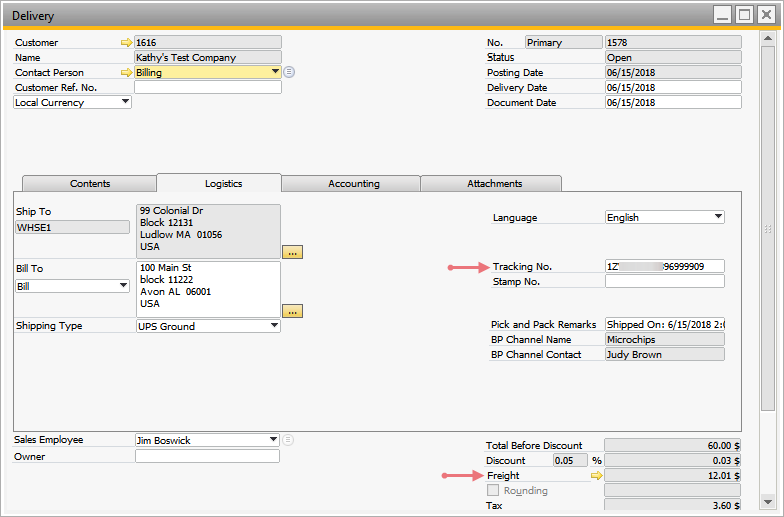 Delivery
Customer 1616
Name Kathy's Test Company
Contact Person Billing
Customer Ref. No.
Local Currency
No. Primary 1578
Status Open
Posting Date 06/15/2018
Delivery Date 06/15/2018
Document Date 06/15/2018
Contents Logistics Accounting Attachments
Ship To
WHSE1
99 Colonial Dr
Block 12131
Ludlow MA 01056
USA
...
Bill To
Bill
100 Main St
block 11222
Avon AL 06001
USA
...
Shipping Type UPS Ground
Language English
Tracking No. 1Z 96999909
Stamp No.
Pick and Pack Remarks Shipped On: 6/15/2018 2:0
BP Channel Name Microchips
BP Channel Contact Judy Brown
Sales Employee Jim Boswick
Owner
Total Before Discount 60.00 $
Discount 0.05 % 0.03 $
Freight 12.01 $
Rounding
Tax 3.60 $